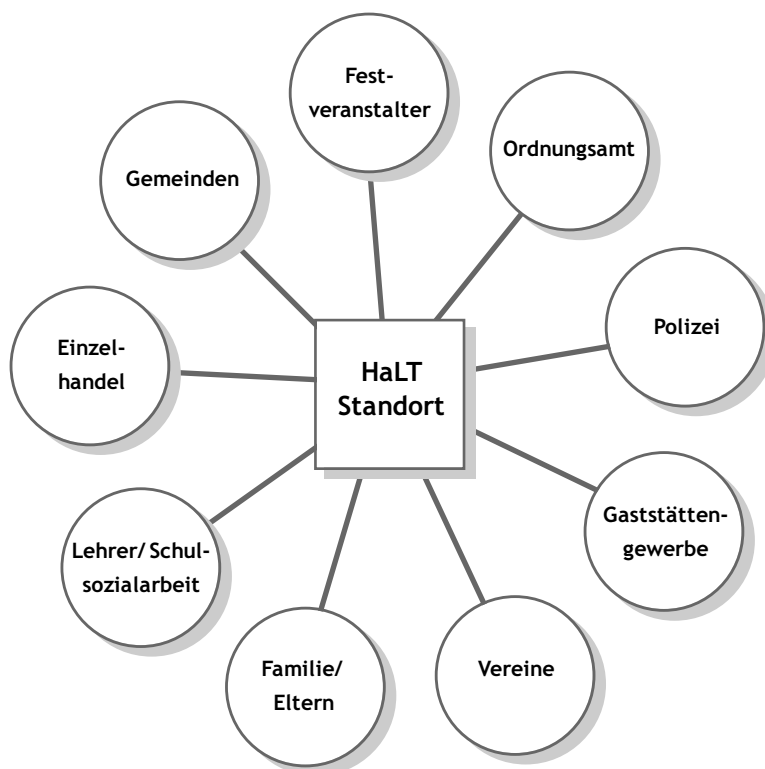 Fest-
veranstalter
Ordnungsamt
Gemeinden
Polizei
Einzel-
handel
HaLT
Standort
Gaststätten-
gewerbe
Lehrer/ Schul-
sozialarbeit
Familie/
Eltern
Vereine